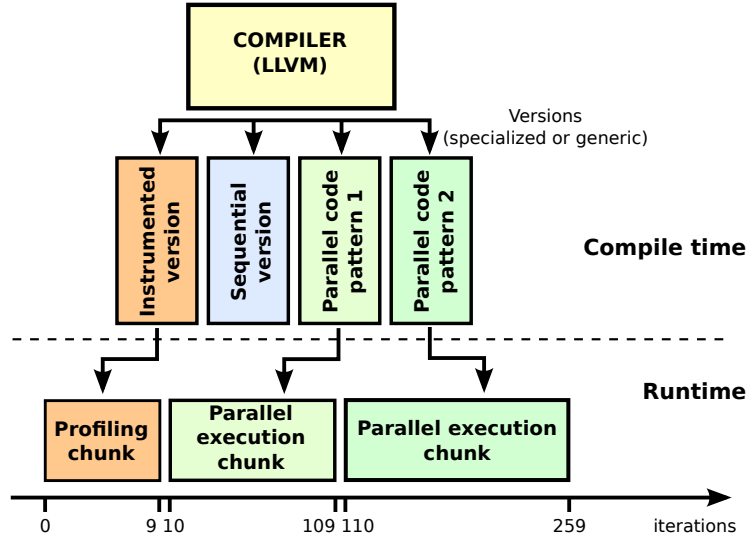 COMPILER
(LLVM)
Versions
(specialized or generic)
Instrumented
version
Sequential
version
Parallel code
pattern 1
Parallel code
pattern 2
Compile time
Runtime
Profiling
chunk
Parallel
execution
chunk
Parallel execution
chunk
0 9 10 109 110 259 iterations